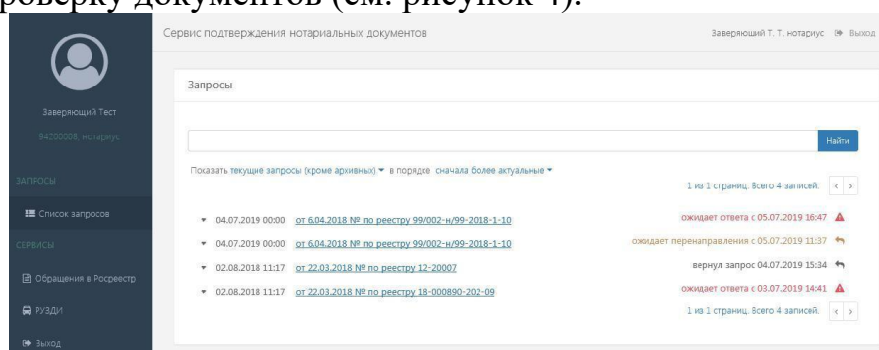 роверку документов (см. рисунок 4).
Сервис подтверждения нотариальных документов
Заверяющий Т. Т. нотариус Выход
Заверяющий Тест
94200008, нотариус
ЗАПРОСЫ
Список запросов
СЕРВИСЫ
Обращения в Росреестр
РУЗДИ
Выход
Запросы
Найти
Показать текущие запросы (кроме архивных) в порядке сначала более актуальные
1 из 1 страниц. Всего 4 записей.
04.07.2019 00:00 от 6.04.2018 № по реестру 99/002-н/99-2018-1-10 ожидает ответа с 05.07.2019 16:47
04.07.2019 00:00 от 6.04.2018 № по реестру 99/002-н/99-2018-1-10 ожидает перенаправления с 05.07.2019 11:37
02.08.2018 11:17 от 22.03.2018 № по реестру 12-20007 вернул запрос 04.07.2019 15:34
02.08.2018 11:17 от 22.03.2018 № по реестру 18-000890-202-09 ожидает ответа с 03.07.2019 14:41
1 из 1 страниц. Всего 4 записей.